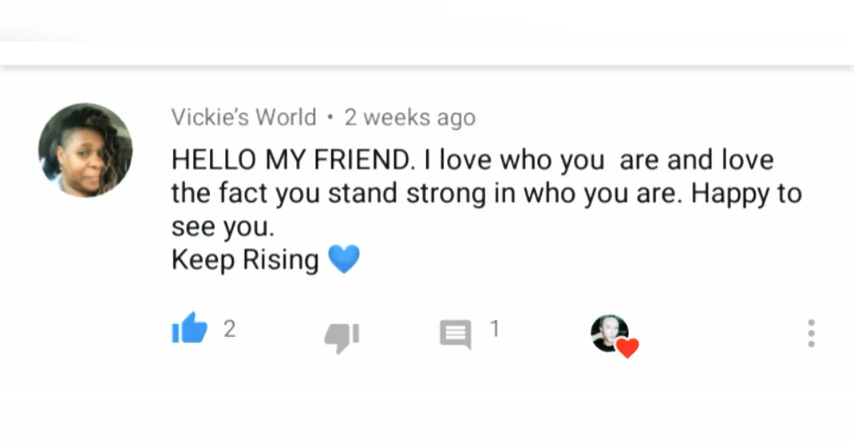 Vickie's World • 2 weeks ago
HELLO MY FRIEND. I love who you  are and love
the fact you stand strong in who you are. Happy to
see you.
Keep Rising 💙
2
1